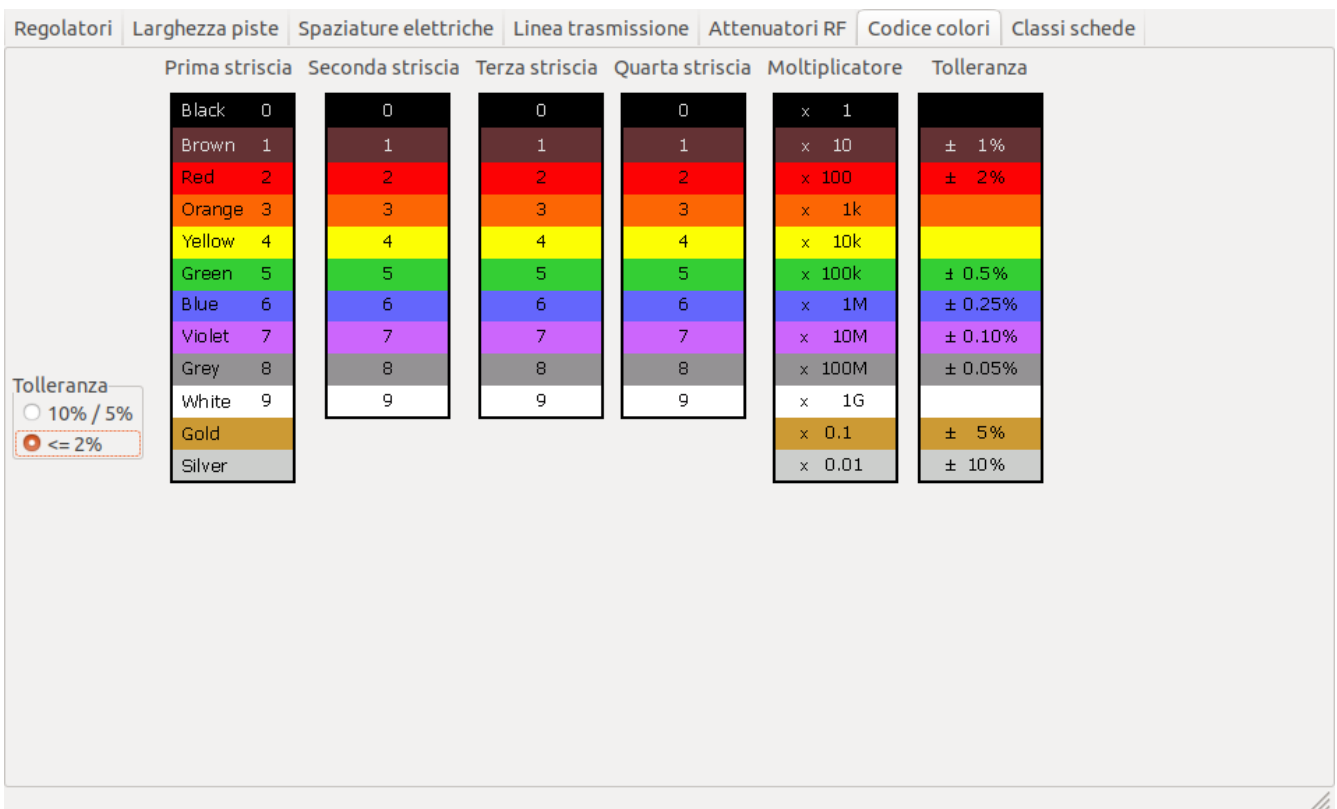 Regolatori Larghezza piste Spaziature elettriche Linea trasmissione Attenuatori RF Codice colori Classi schede
Prima striscia Seconda striscia Terza striscia Quarta striscia Moltiplicatore Tolleranza
Black 0 0 0 0 x 1
Brown 1 1 1 1 x 10 ± 1%
Red 2 2 2 2 x 100 ± 2%
Orange 3 3 3 3 x 1k
Yellow 4 4 4 4 x 10k
Green 5 5 5 5 x 100k ± 0.5%
Blue 6 6 6 6 x 1M ± 0.25%
Violet 7 7 7 7 x 10M ± 0.10%
Grey 8 8 8 8 x 100M ± 0.05%
White 9 9 9 9 x 1G
Gold x 0.1 ± 5%
Silver x 0.01 ± 10%
Tolleranza
10% / 5%
<= 2%